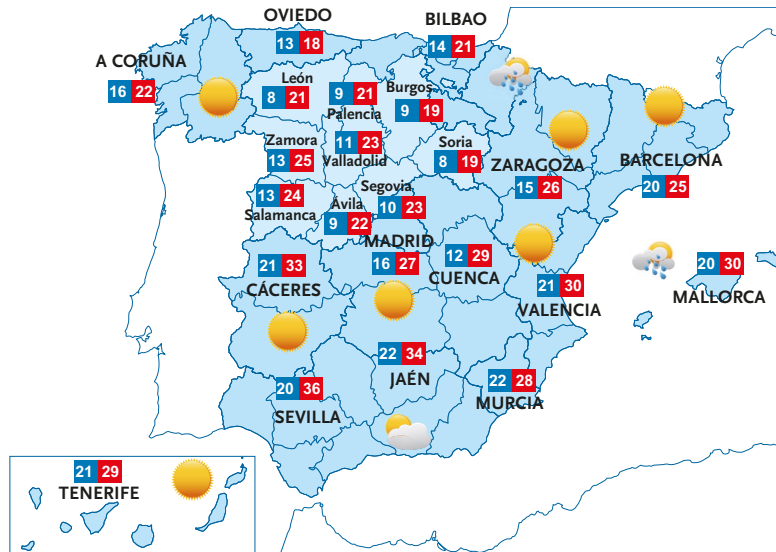 OVIEDO
13 18
BILBAO
14 21
A CORUÑA
16 22
León
8 21
9 21
Palencia
Burgos
9 19
Zamora
13 25
11 23
Valladolid
Soria
8 19
ZARAGOZA
15 26
BARCELONA
20 25
13 24
Salamanca
Ávila
9 22
Segovia
10 23
MADRID
16 27
12 29
CUENCA
21 33
CÁCERES
21 30
VALENCIA
20 30
MALLORCA
22 34
JAÉN
22 28
MURCIA
20 36
SEVILLA
21 29
TENERIFE